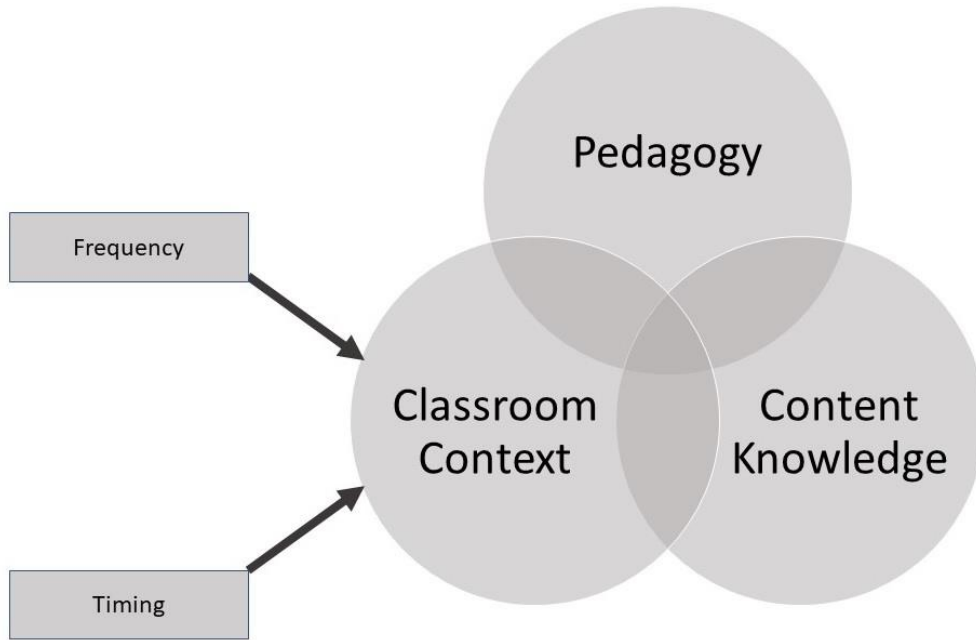 Pedagogy
Frequency
Classroom
Context
Content
Knowledge
Timing